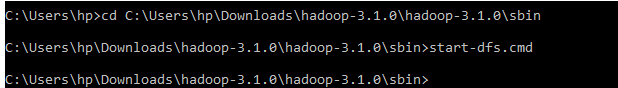 C:\Users\hp>cd C:\Users\hp\Downloads\hadoop-3.1.0\hadoop-3.1.0\sbin
C:\Users\hp\Downloads\hadoop-3.1.0\hadoop-3.1.0\sbin>start-dfs.cmd
C:\Users\hp\Downloads\hadoop-3.1.0\hadoop-3.1.0\sbin>